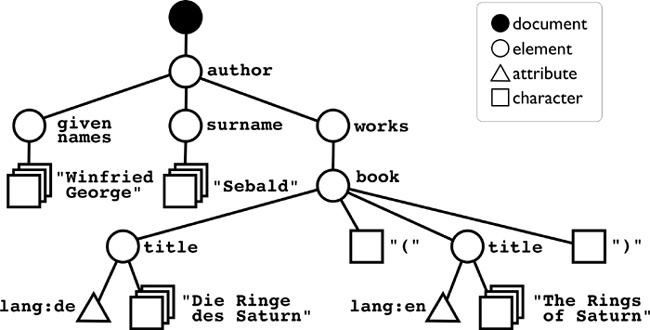 document
element
attribute
character
author
given
names
surname
works
"Winfried
George"
"Sebald"
book
title
"("
title
")"
lang:de
"Die Ringe
des Saturn"
lang:en
"The Rings
of Saturn"